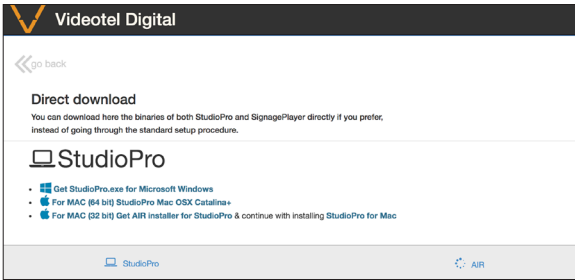 Videotel Digital
go back
Direct download
You can download here the binaries of both StudioPro and SignagePlayer directly if you prefer,
instead of going through the standard setup procedure.
StudioPro
Get StudioPro.exe for Microsoft Windows
For MAC (64 bit) StudioPro Mac OSX Catalina+
For MAC (32 bit) Get AIR installer for StudioPro & continue with installing StudioPro for Mac
StudioPro
AIR